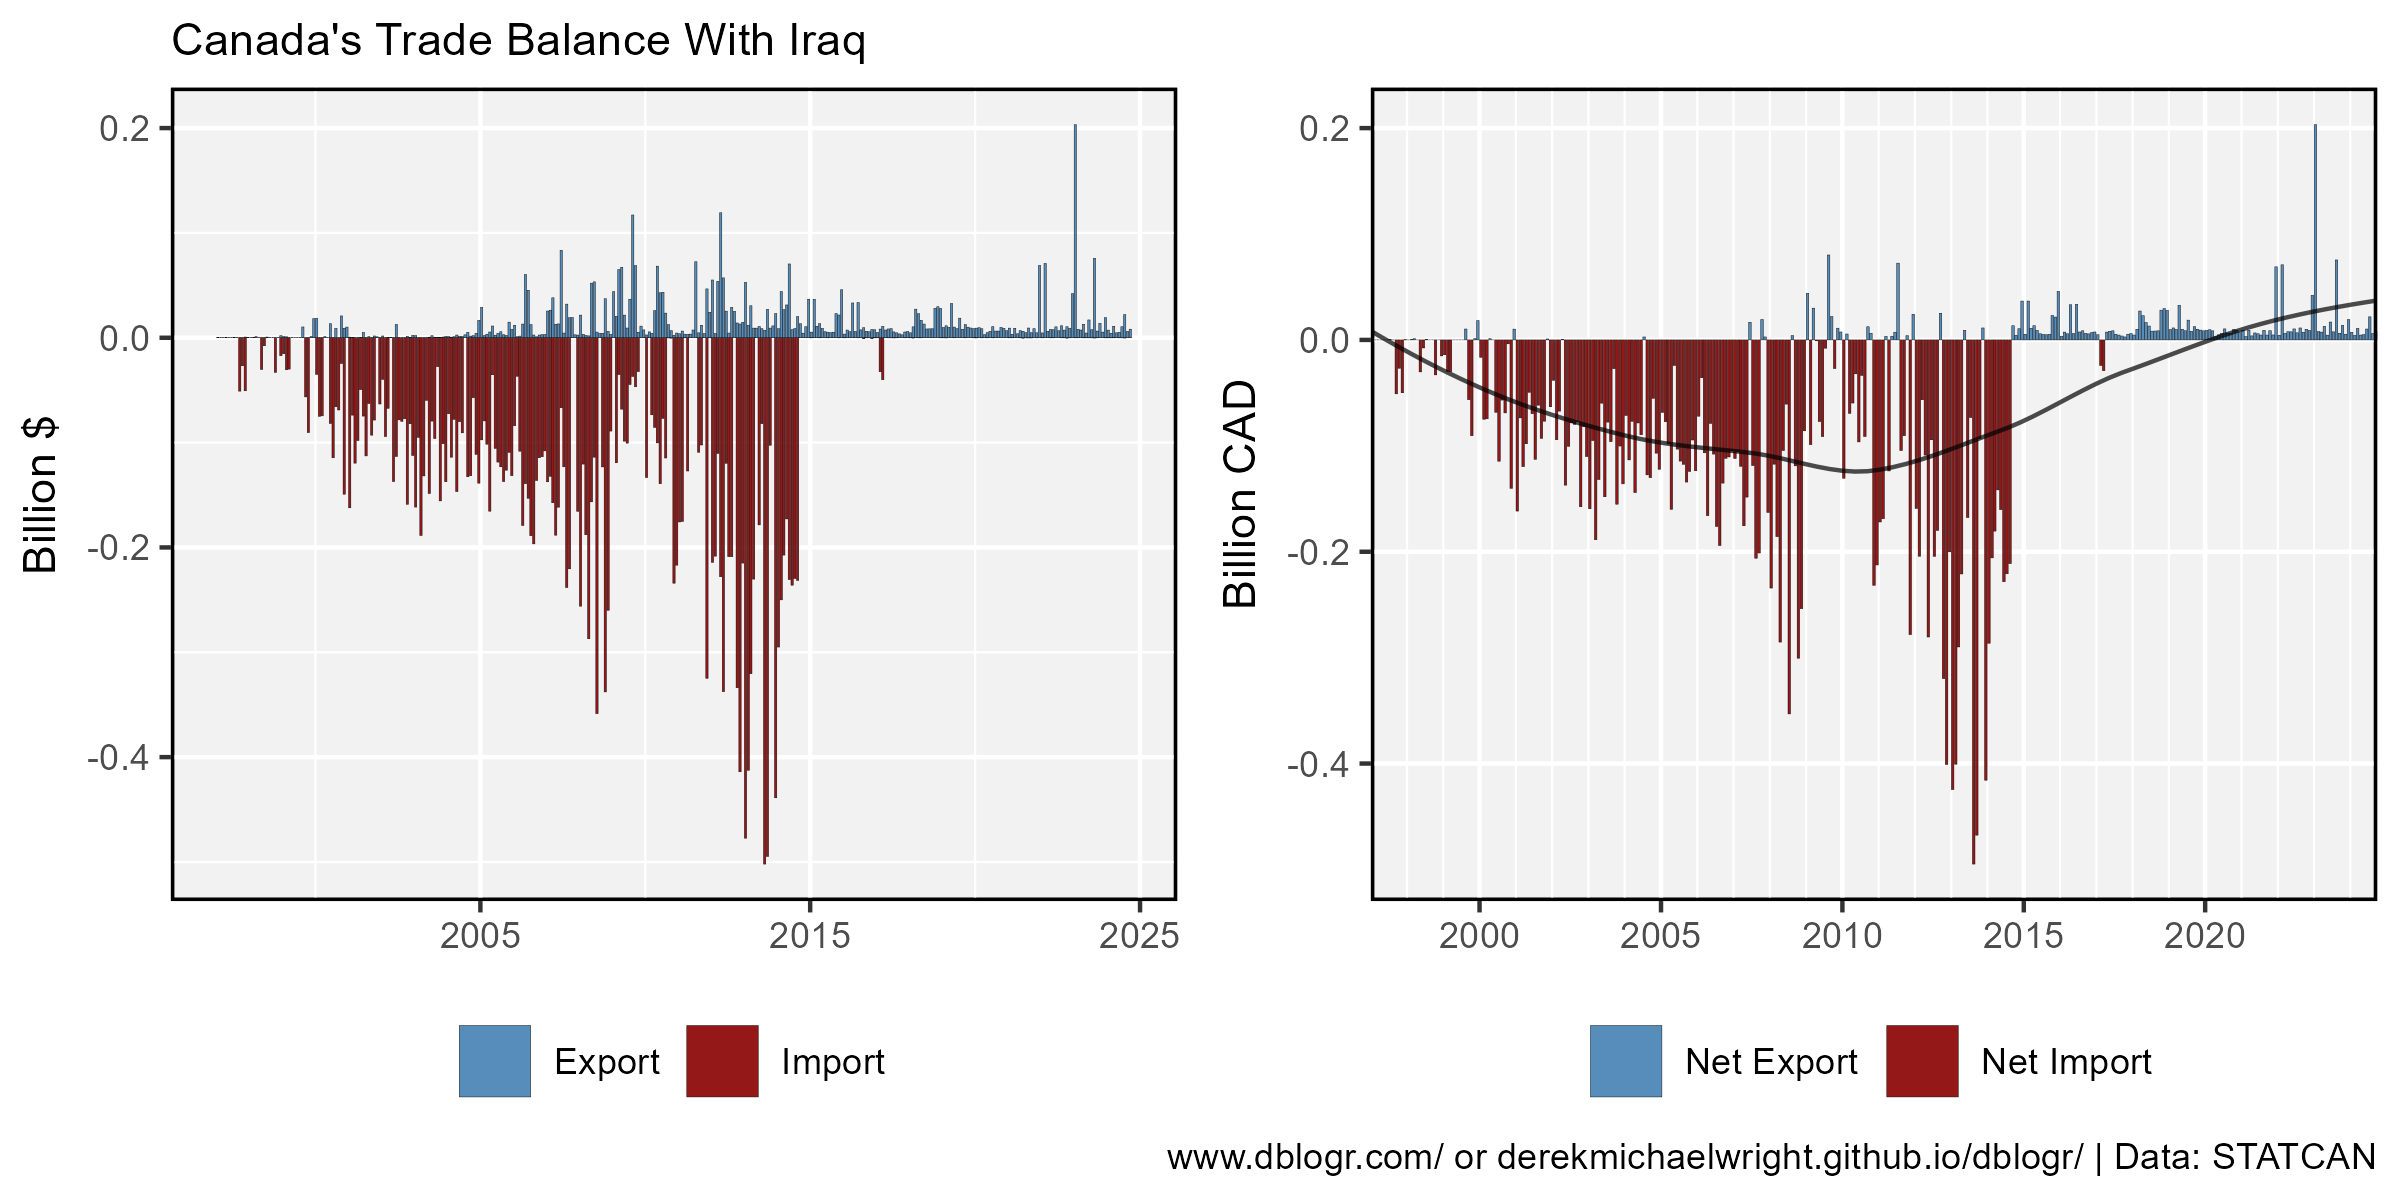 Canada's Trade Balance With Iraq
Billion $
0.2
0.0
-0.2
-0.4
2005 2015 2025
Export Import
Billion CAD
0.2
0.0
-0.2
-0.4
2000 2005 2010 2015 2020
Net Export Net Import
www.dblogr.com/ or derekmichaelwright.github.io/dblogr/ | Data: STATCAN